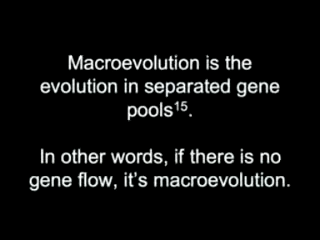 Macroevolution is the
evolution in separated gene
pools¹⁵.
In other words, if there is no
gene flow, it's macroevolution.